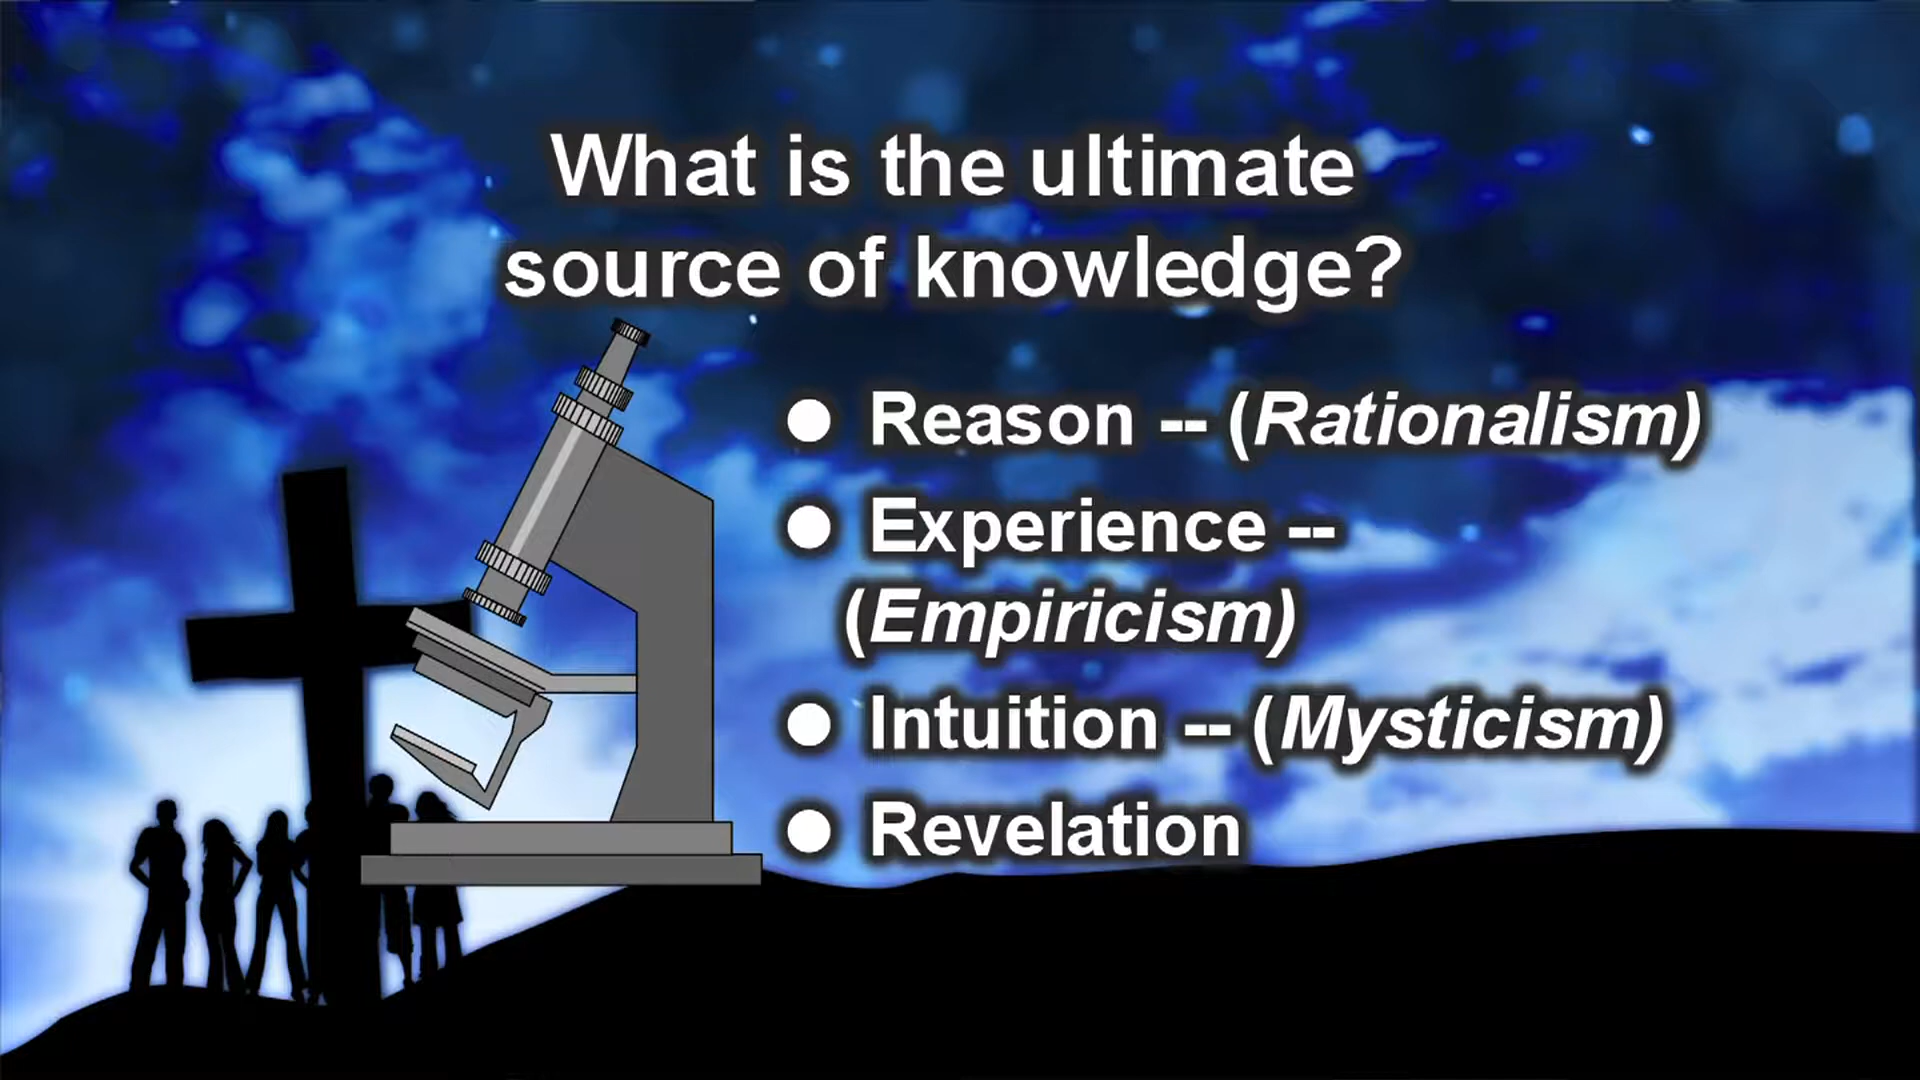 What is the ultimate
source of knowledge?
● Reason -- (Rationalism)
● Experience --
(Empiricism)
● Intuition -- (Mysticism)
● Revelation